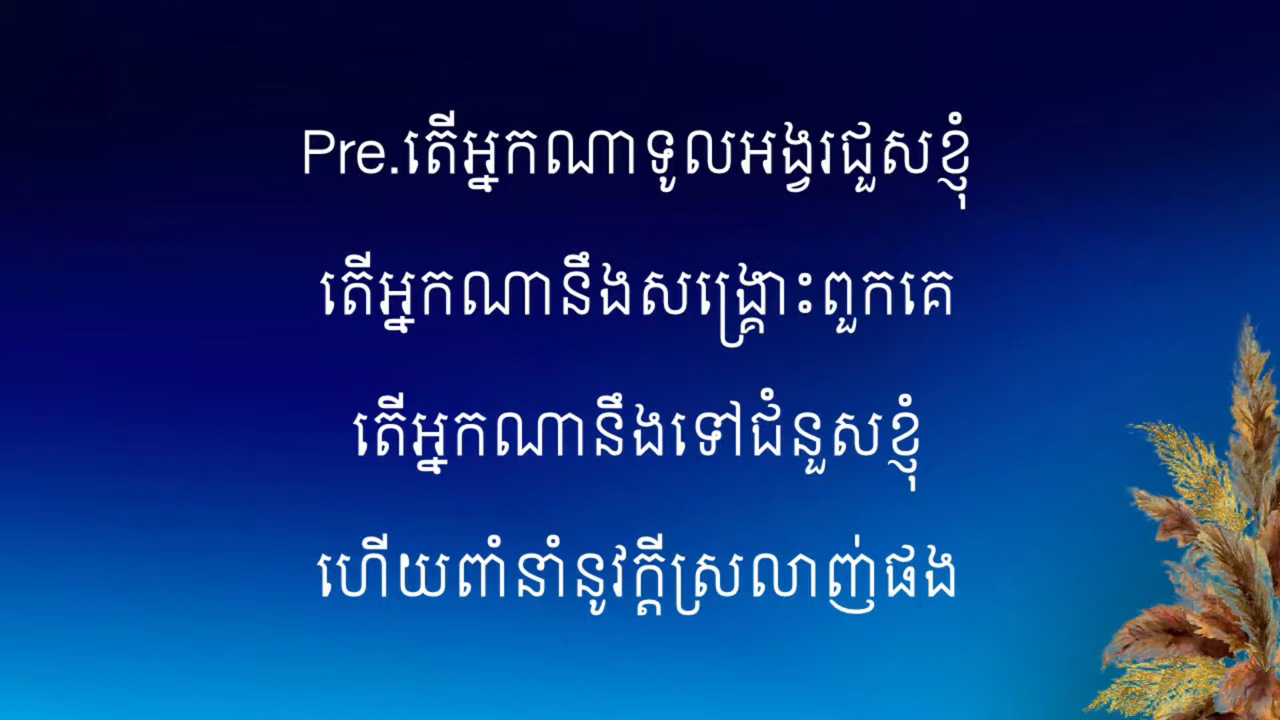 Pre.តើអ្នកណាទូលអង្វរជួសខ្ញុំ
តើអ្នកណានឹងសង្គ្រោះពួកគេ
តើអ្នកណានឹងទៅជំនួសខ្ញុំ
ហើយពាំនាំនូវក្ដីស្រលាញ់ផង